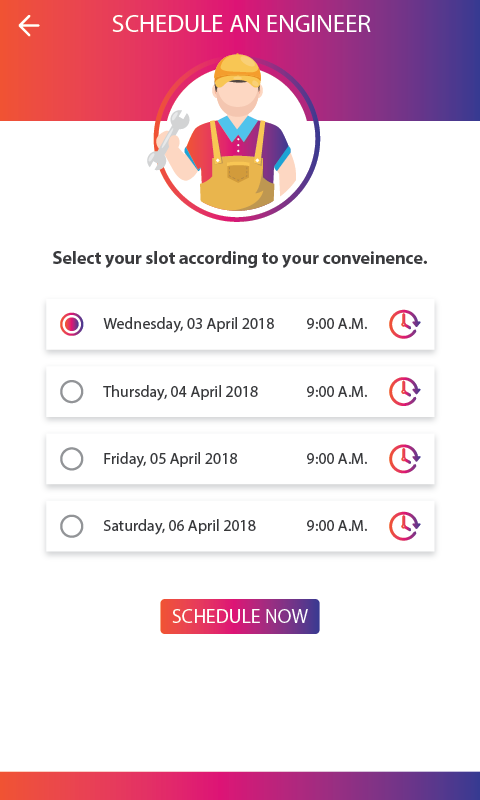 SCHEDULE AN ENGINEER
Select your slot according to your conveinence.
Wednesday, 03 April 2018 9:00 A.M.
Thursday, 04 April 2018 9:00 A.M.
Friday, 05 April 2018 9:00 A.M.
Saturday, 06 April 2018 9:00 A.M.
SCHEDULE NOW